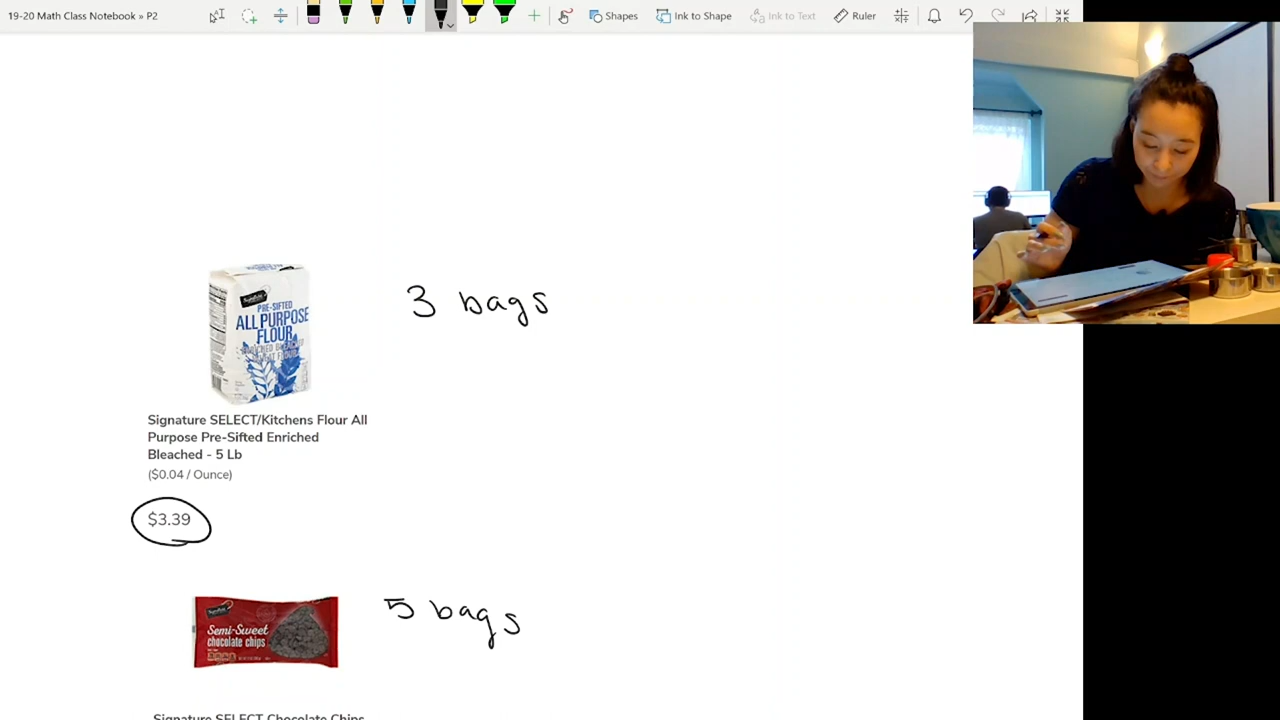 19-20 Math Class Notebook » P2
Shapes
Ink to Shape
Ink to Text
Ruler
PRE-SIFTED
ALL PURPOSE
FLOUR
3 bags
Signature SELECT/Kitchens Flour All
Purpose Pre-Sifted Enriched
Bleached - 5 Lb
($0.04 / Ounce)
$3.39
Semi-Sweet
chocolate chips
5 bags
Signature SELECT Chocolate Chips